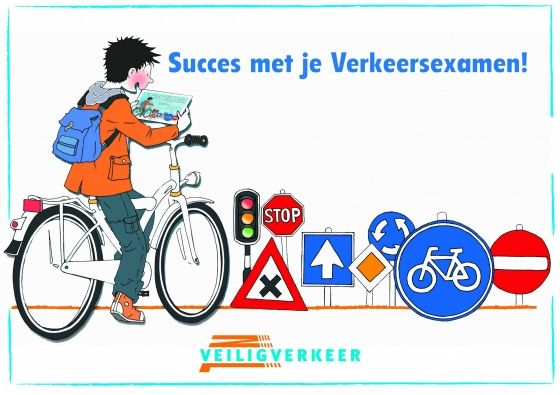 Succes met je Verkeersexamen!
STOP
VEILIGVERKEER